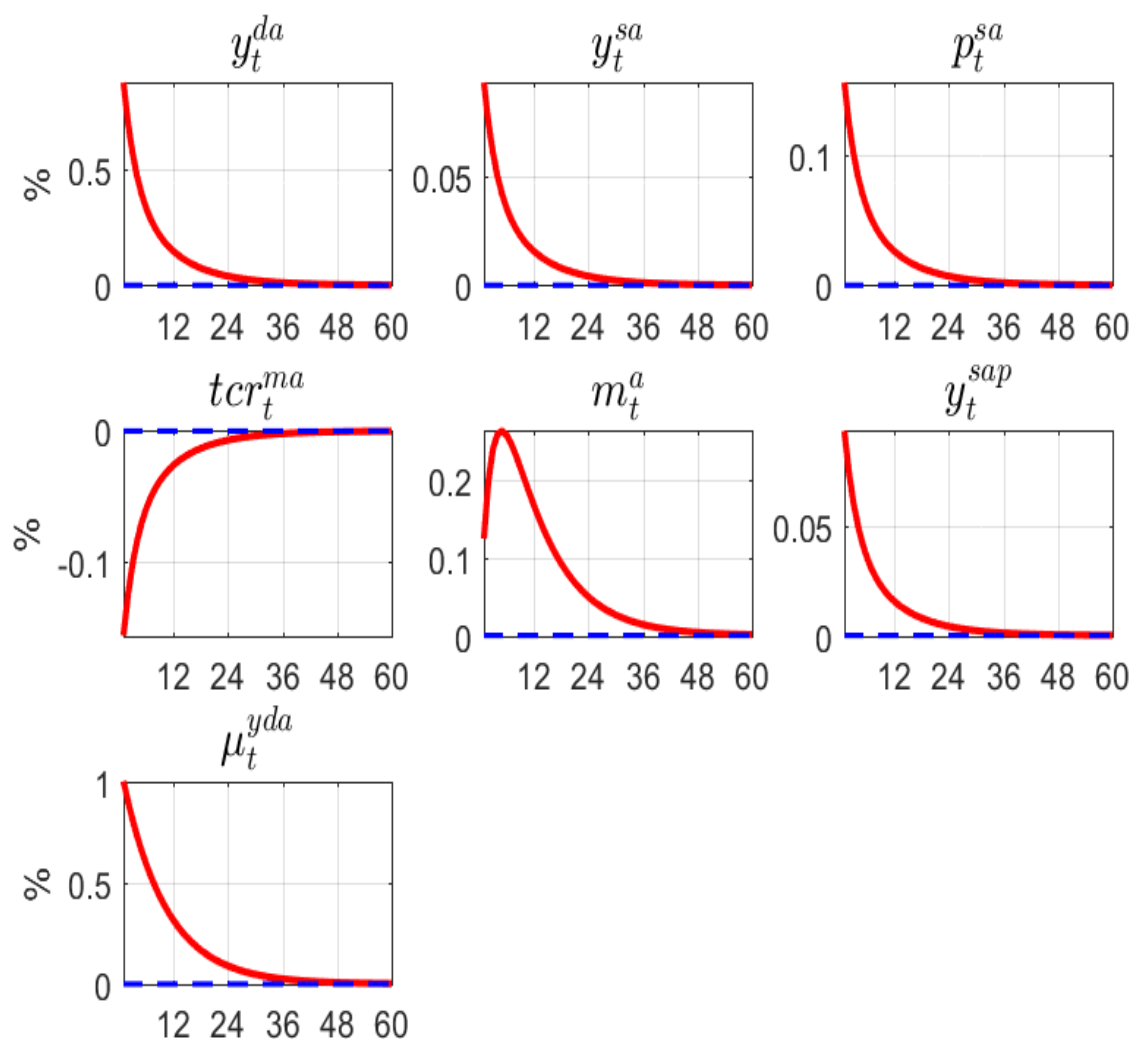 y_t^{da} y_t^{sa} p_t^{sa}
% 0.5 0.05 0.1
0 0 0
12 24 36 48 60 12 24 36 48 60 12 24 36 48 60
tcr_t^{ma} m_t^a y_t^{sap}
0 0.2 0.05
% -0.1 0.1 0
0
12 24 36 48 60 12 24 36 48 60 12 24 36 48 60
μ_t^{yda}
1
% 0.5
0
12 24 36 48 60